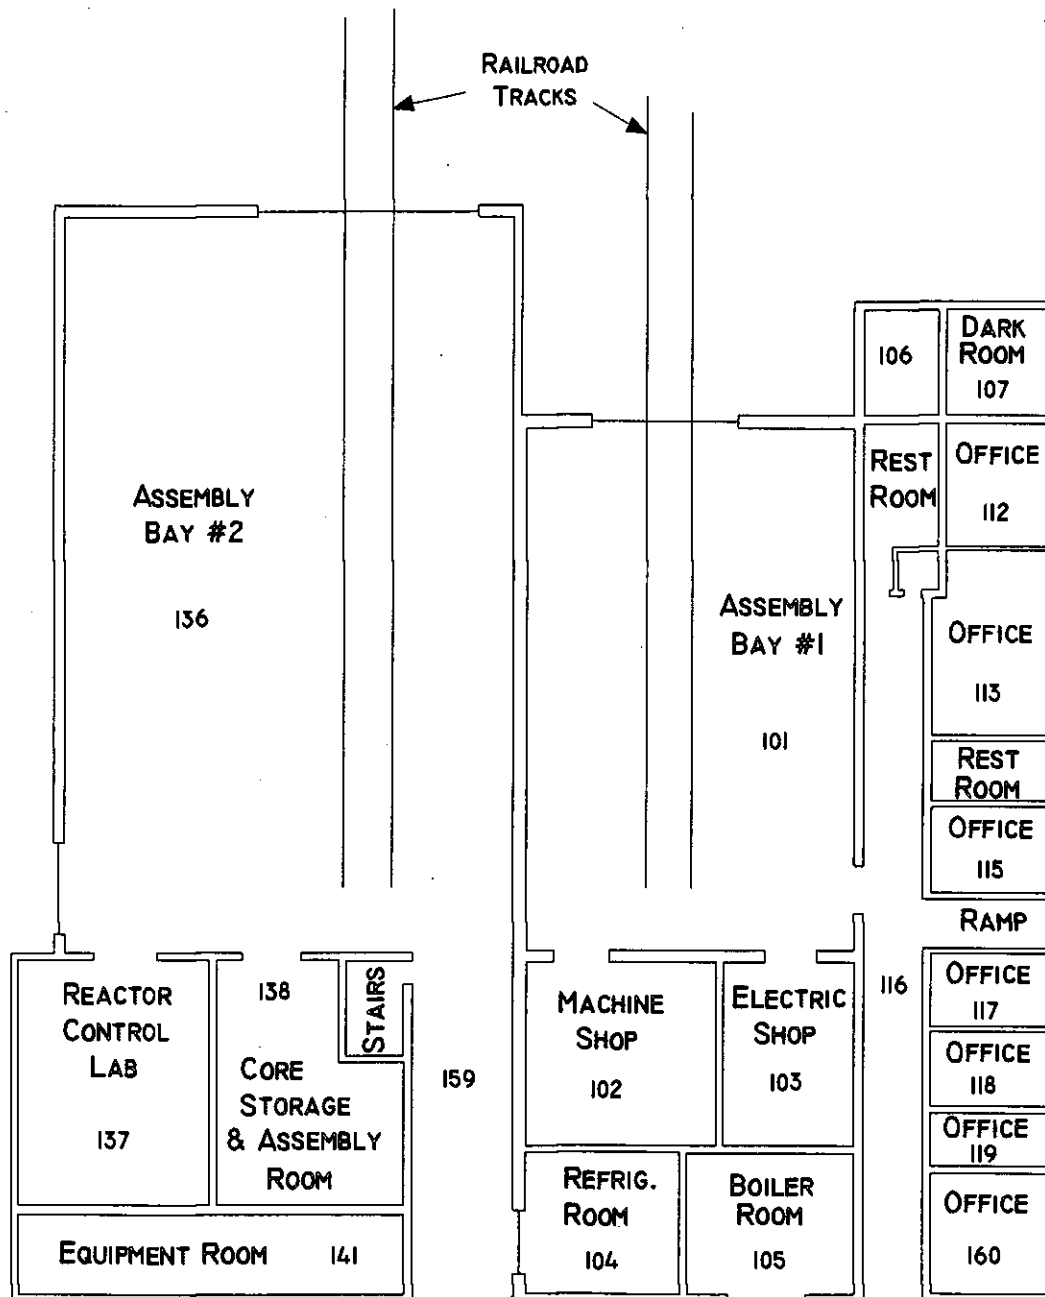 RAILROAD
TRACKS
DARK
ROOM
107
106
REST
ROOM
OFFICE
112
ASSEMBLY
BAY #2
136
ASSEMBLY
BAY #1
101
OFFICE
113
REST
ROOM
OFFICE
115
RAMP
REACTOR
CONTROL
LAB
137
138
CORE
STORAGE
& ASSEMBLY
ROOM
STAIRS
159
MACHINE
SHOP
102
ELECTRIC
SHOP
103
116
OFFICE
117
OFFICE
118
OFFICE
119
OFFICE
160
EQUIPMENT ROOM 141
REFRIG.
ROOM
104
BOILER
ROOM
105